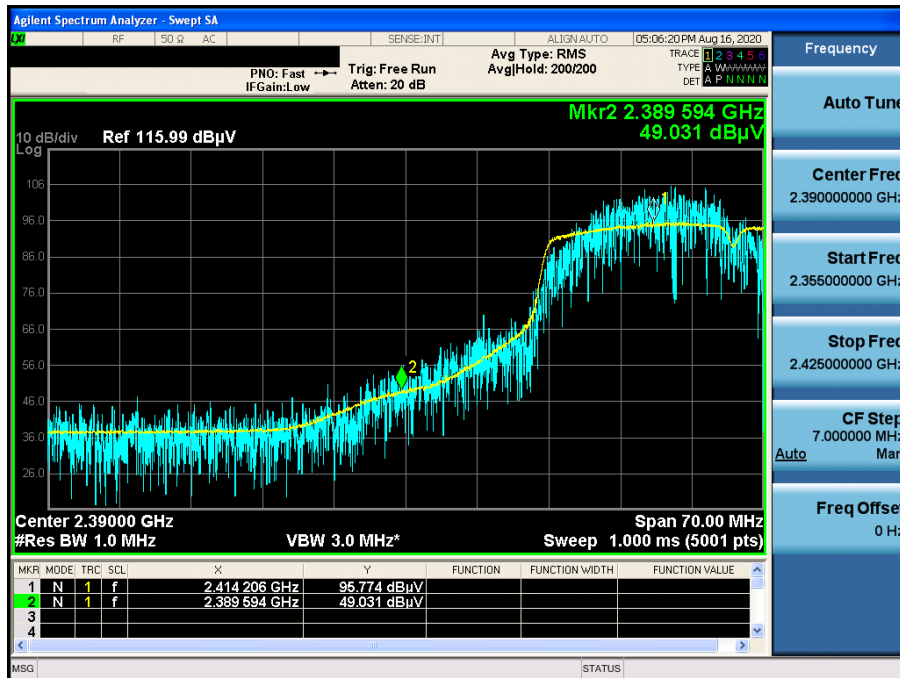 Agilent Spectrum Analyzer - Swept SA
LXI RF 50 Ω AC SENSE:INT ALIGN AUTO 05:06:20 PM Aug 16, 2020
PNO: Fast Trig: Free Run Avg Type: RMS TRACE 1 2 3 4 5 6
IFGain:Low Atten: 20 dB Avg|Hold: 200/200 TYPE A WWWWW
DET A P N N N N
Mkr2 2.389 594 GHz
49.031 dBµV
10 dB/div Ref 115.99 dBµV
Log
106
96.0
86.0
76.0
66.0
56.0
46.0
36.0
26.0
1
2
Center 2.39000 GHz Span 70.00 MHz
#Res BW 1.0 MHz VBW 3.0 MHz* Sweep 1.000 ms (5001 pts)
MKR MODE TRC SCL X Y FUNCTION FUNCTION WIDTH FUNCTION VALUE
1 N 1 f 2.414 206 GHz 95.774 dBµV
2 N 1 f 2.389 594 GHz 49.031 dBµV
3
4
MSG STATUS
Frequency
Auto Tune
Center Freq
2.390000000 GHz
Start Freq
2.355000000 GHz
Stop Freq
2.425000000 GHz
CF Step
7.000000 MHz
Auto Man
Freq Offset
0 Hz